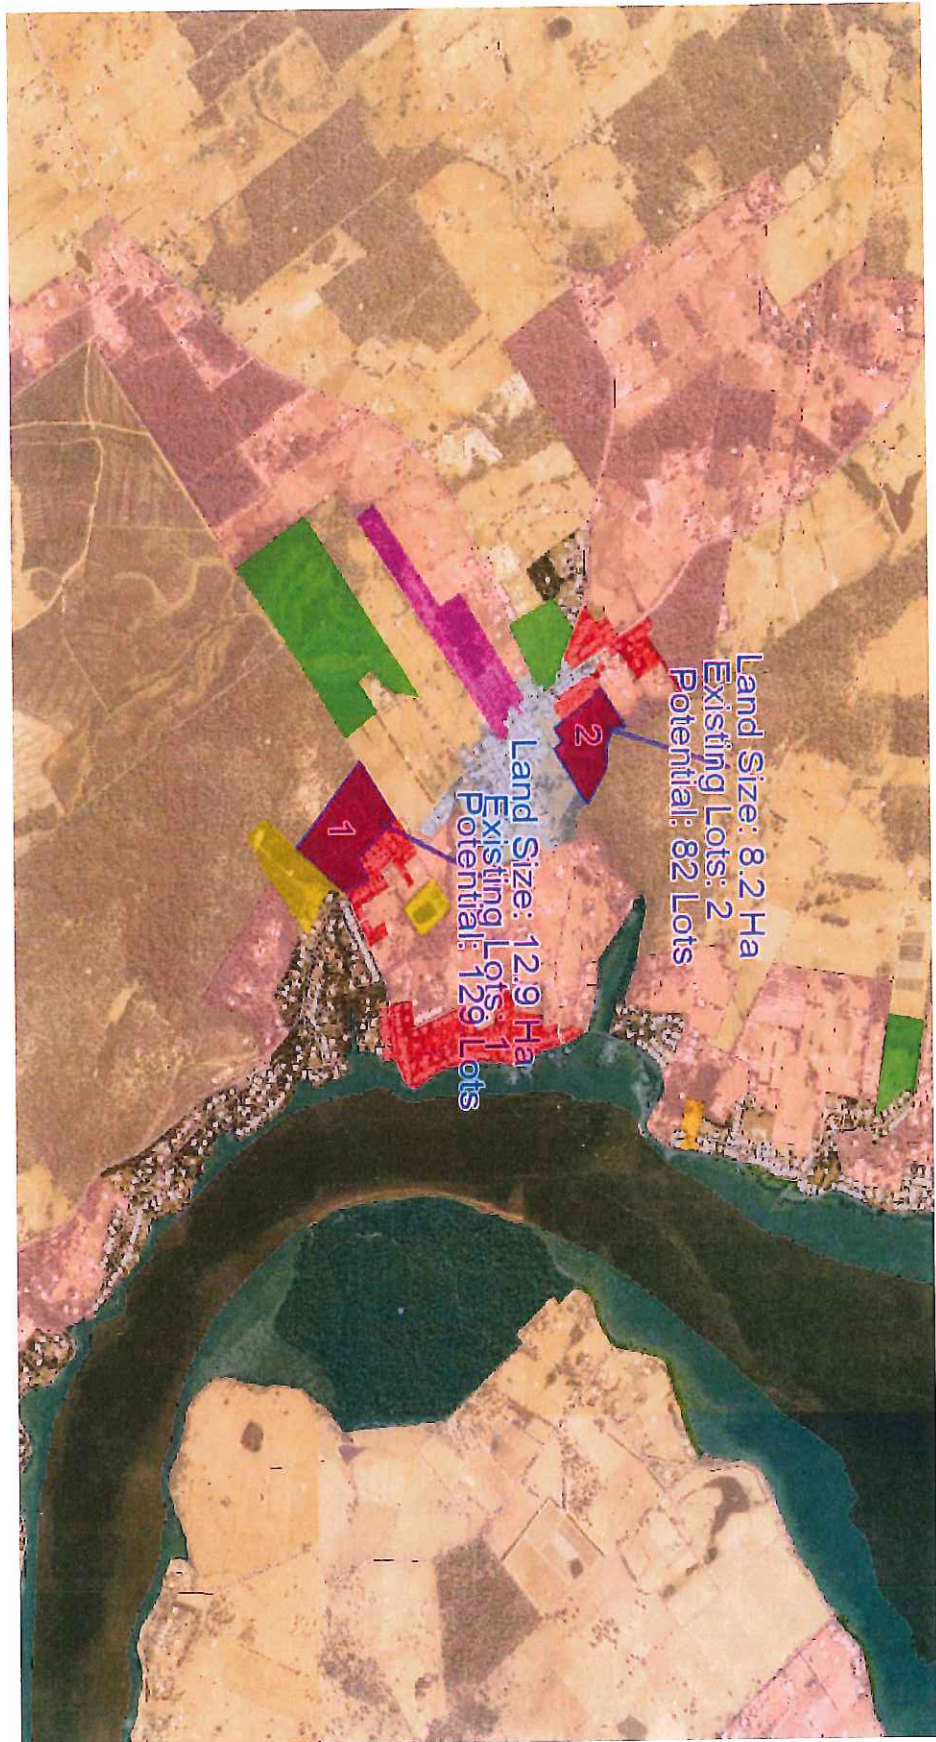 Land Size: 8.2 Ha
Existing Lots: 2
Potential: 82 Lots
2
Land Size: 12.9 Ha
Existing Lots: 1
Potential: 129 Lots
1